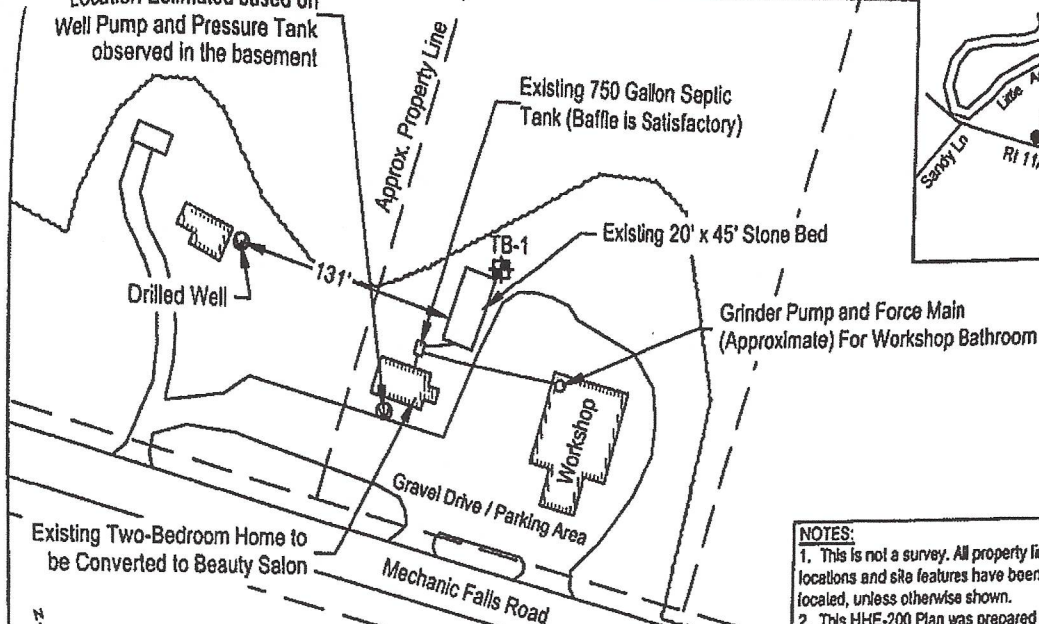 Location Estimated based on
Well Pump and Pressure Tank
observed in the basement
Approx. Property Line
Existing 750 Gallon Septic
Tank (Baffle is Satisfactory)
Little
Sandy Ln
Rt 11/
TB-1
Existing 20' x 45' Stone Bed
131'
Drilled Well
Grinder Pump and Force Main
(Approximate) For Workshop Bathroom
Workshop
Gravel Drive / Parking Area
Existing Two-Bedroom Home to
be Converted to Beauty Salon
Mechanic Falls Road
NOTES:
1. This is not a survey. All property li
locations and site features have been
located, unless otherwise shown.
2. This HHE-200 Plan was prepared